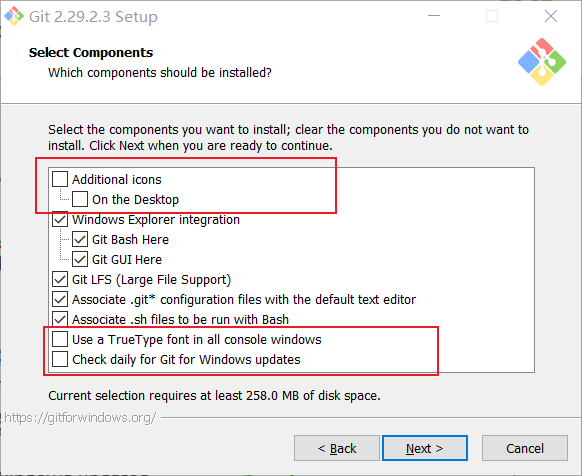 Git 2.29.2.3 Setup
Select Components
Which components should be installed?
Select the components you want to install; clear the components you do not want to
install. Click Next when you are ready to continue.
Additional icons
On the Desktop
Windows Explorer integration
Git Bash Here
Git GUI Here
Git LFS (Large File Support)
Associate .git* configuration files with the default text editor
Associate .sh files to be run with Bash
Use a TrueType font in all console windows
Check daily for Git for Windows updates
Current selection requires at least 258.0 MB of disk space.
https://gitforwindows.org/
< Back
Next >
Cancel